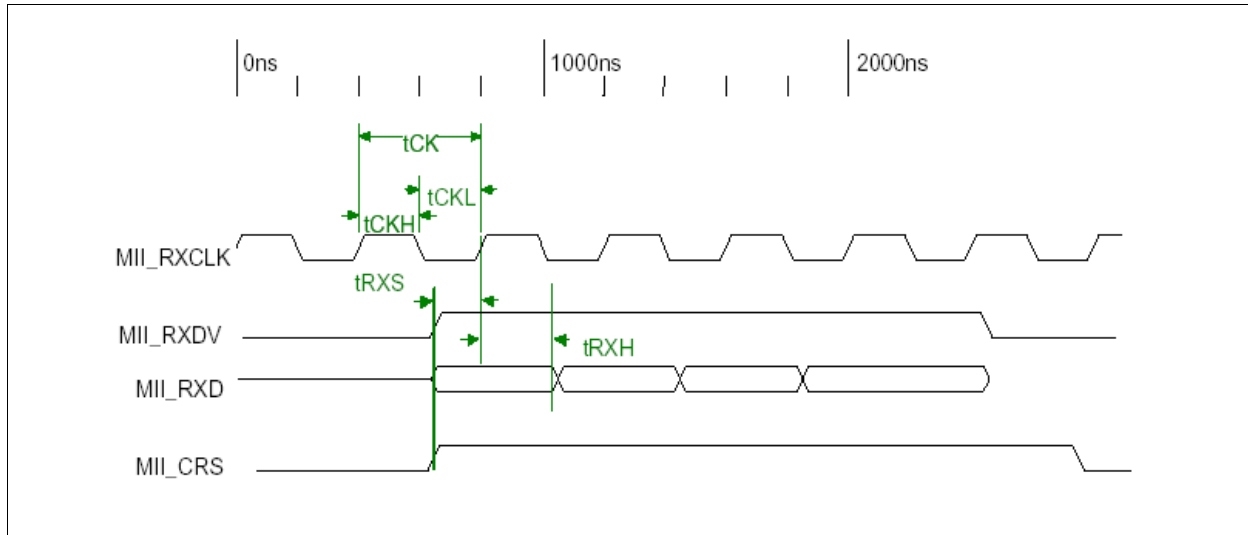 0ns 1000ns 2000ns
tCK
tCKL
tCKH
MII_RXCLK
tRXS
MII_RXDV
tRXH
MII_RXD
MII_CRS